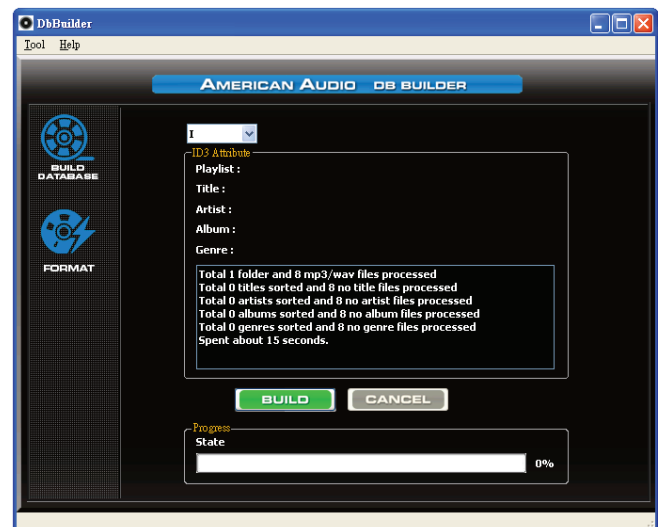 DbBuilder
Tool Help
AMERICAN AUDIO DB BUILDER
BUILD
DATABASE
FORMAT
I
ID3 Attribute
Playlist :
Title :
Artist :
Album :
Genre :
Total 1 folder and 8 mp3/wav files processed
Total 0 titles sorted and 8 no title files processed
Total 0 artists sorted and 8 no artist files processed
Total 0 albums sorted and 8 no album files processed
Total 0 genres sorted and 8 no genre files processed
Spent about 15 seconds.
BUILD CANCEL
Progress
State
0%